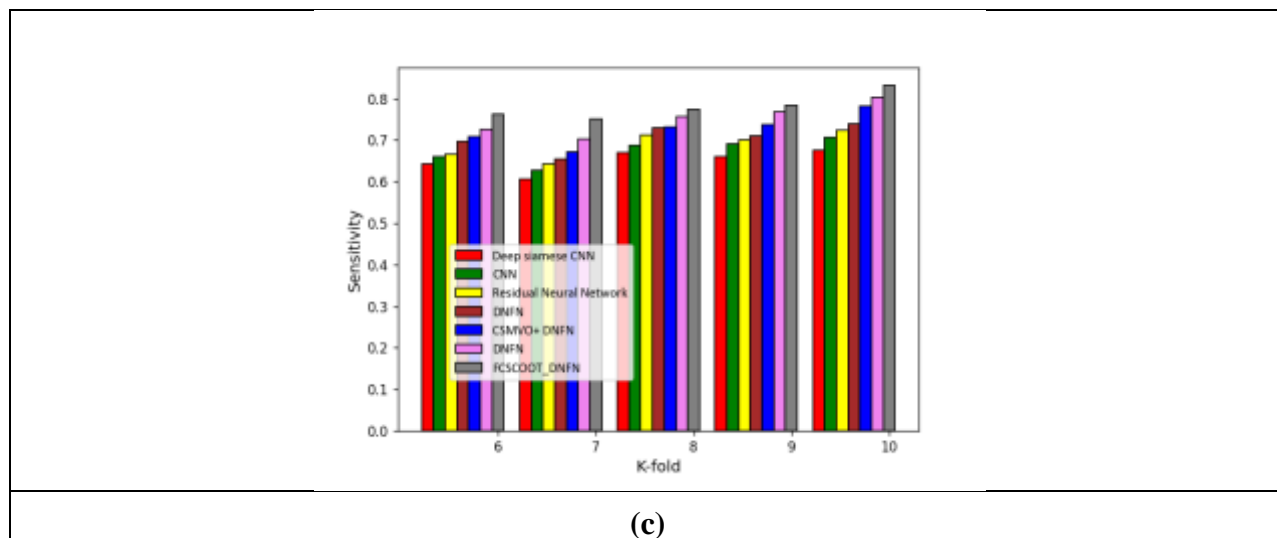 0.8
0.7
0.6
0.5
0.4
0.3
0.2
0.1
0.0
Sensitivity
Deep siamese CNN
CNN
Residual Neural Network
DNFN
CSMVO+ DNFN
DNFN
FCSCOOT_DNFN
6 7 8 9 10
K-fold
(c)